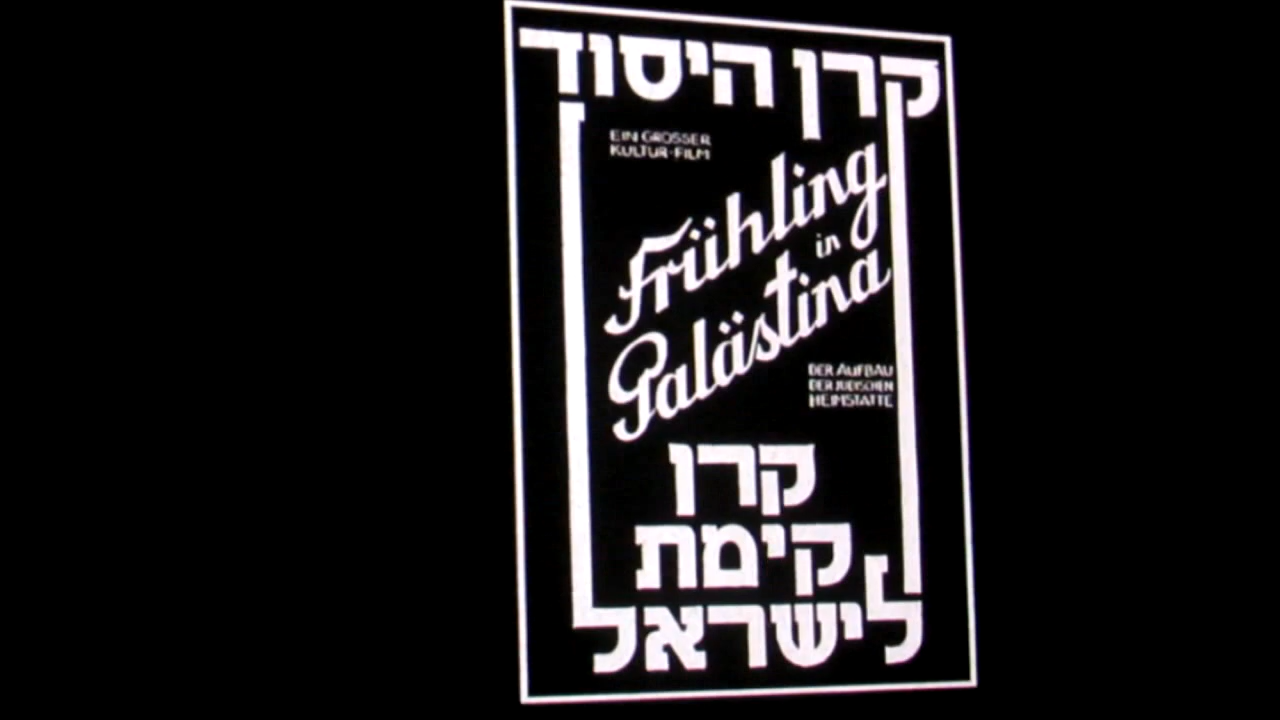 קרן היסוד
EIN GROSSER
KULTUR-FILM
Frühling
in
Palästina
DER AUFBAU
DER JÜDISCHEN
HEIMSTÄTTE
קרן
קימת
לישראל